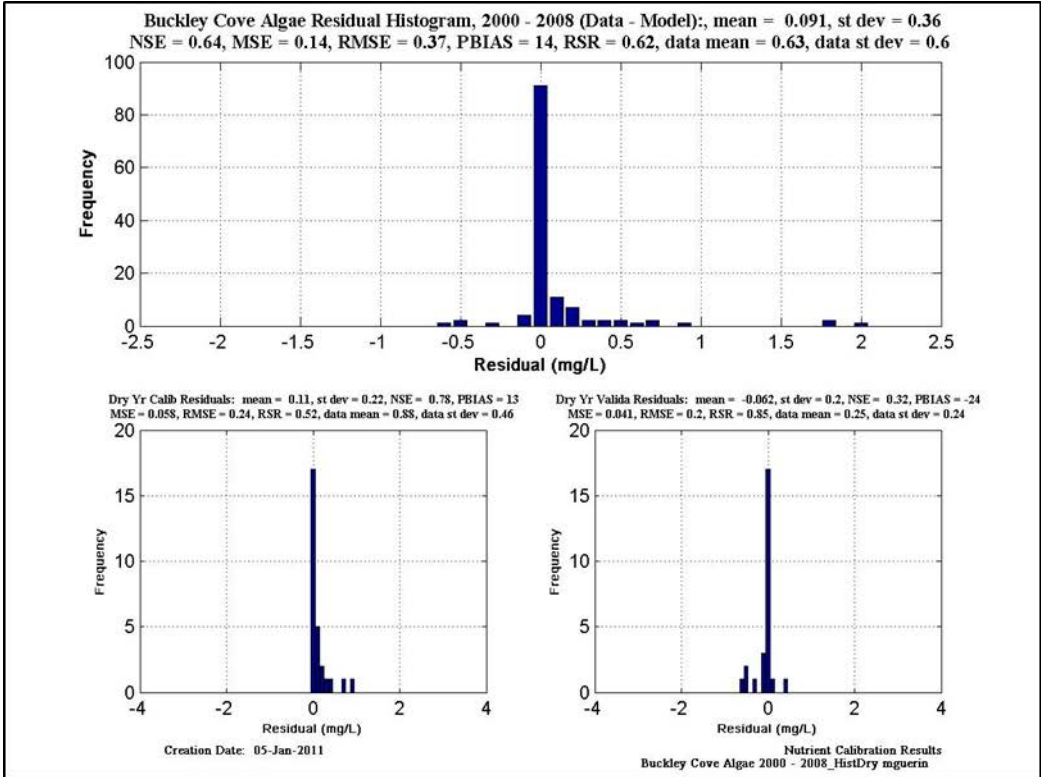 Buckley Cove Algae Residual Histogram, 2000 - 2008 (Data - Model):, mean = 0.091, st dev = 0.36
NSE = 0.64, MSE = 0.14, RMSE = 0.37, PBIAS = 14, RSR = 0.62, data mean = 0.63, data st dev = 0.6
100
80
60
40
20
0
Frequency
-2.5 -2 -1.5 -1 -0.5 0 0.5 1 1.5 2 2.5
Residual (mg/L)
Dry Yr Calib Residuals: mean = 0.11, st dev = 0.22, NSE = 0.78, PBIAS = 13
MSE = 0.058, RMSE = 0.24, RSR = 0.52, data mean = 0.88, data st dev = 0.46
20
15
10
5
0
Frequency
-4 -2 0 2 4
Residual (mg/L)
Dry Yr Valida Residuals: mean = -0.062, st dev = 0.2, NSE = 0.32, PBIAS = -24
MSE = 0.041, RMSE = 0.2, RSR = 0.85, data mean = 0.25, data st dev = 0.24
20
15
10
5
0
Frequency
-4 -2 0 2 4
Residual (mg/L)
Creation Date: 05-Jan-2011
Nutrient Calibration Results
Buckley Cove Algae 2000 - 2008_HistDry mguerin